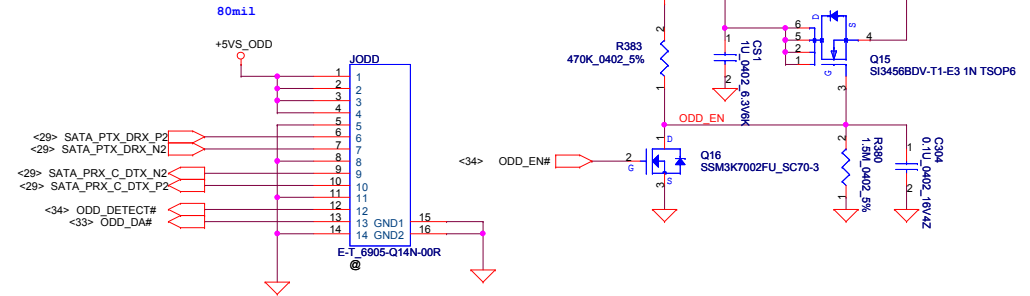 80mil
+5VS_ODD
JODD
1 1
2 2
3 3
4 4
5 5
6 6
7 7
8 8
9 9
10 10
11 11
12 12
13 13 GND1 15
14 14 GND2 16
E-T_6905-Q14N-00R
@
<29> SATA_PTX_DRX_P2
<29> SATA_PTX_DRX_N2
<29> SATA_PRX_C_DTX_N2
<29> SATA_PRX_C_DTX_P2
<34> ODD_DETECT#
<33> ODD_DA#
2
R383
470K_0402_5%
1
1
CS1
1U_0402_6.3V6K
2
6
5
2
1
D
S
4
G
3
Q15
SI3456BDV-T1-E3 1N TSOP6
ODD_EN
<34> ODD_EN#
2
G
1
D
S
3
Q16
SSM3K7002FU_SC70-3
2
R380
1.5M_0402_5%
1
1
C304
0.1U_0402_16V4Z
2